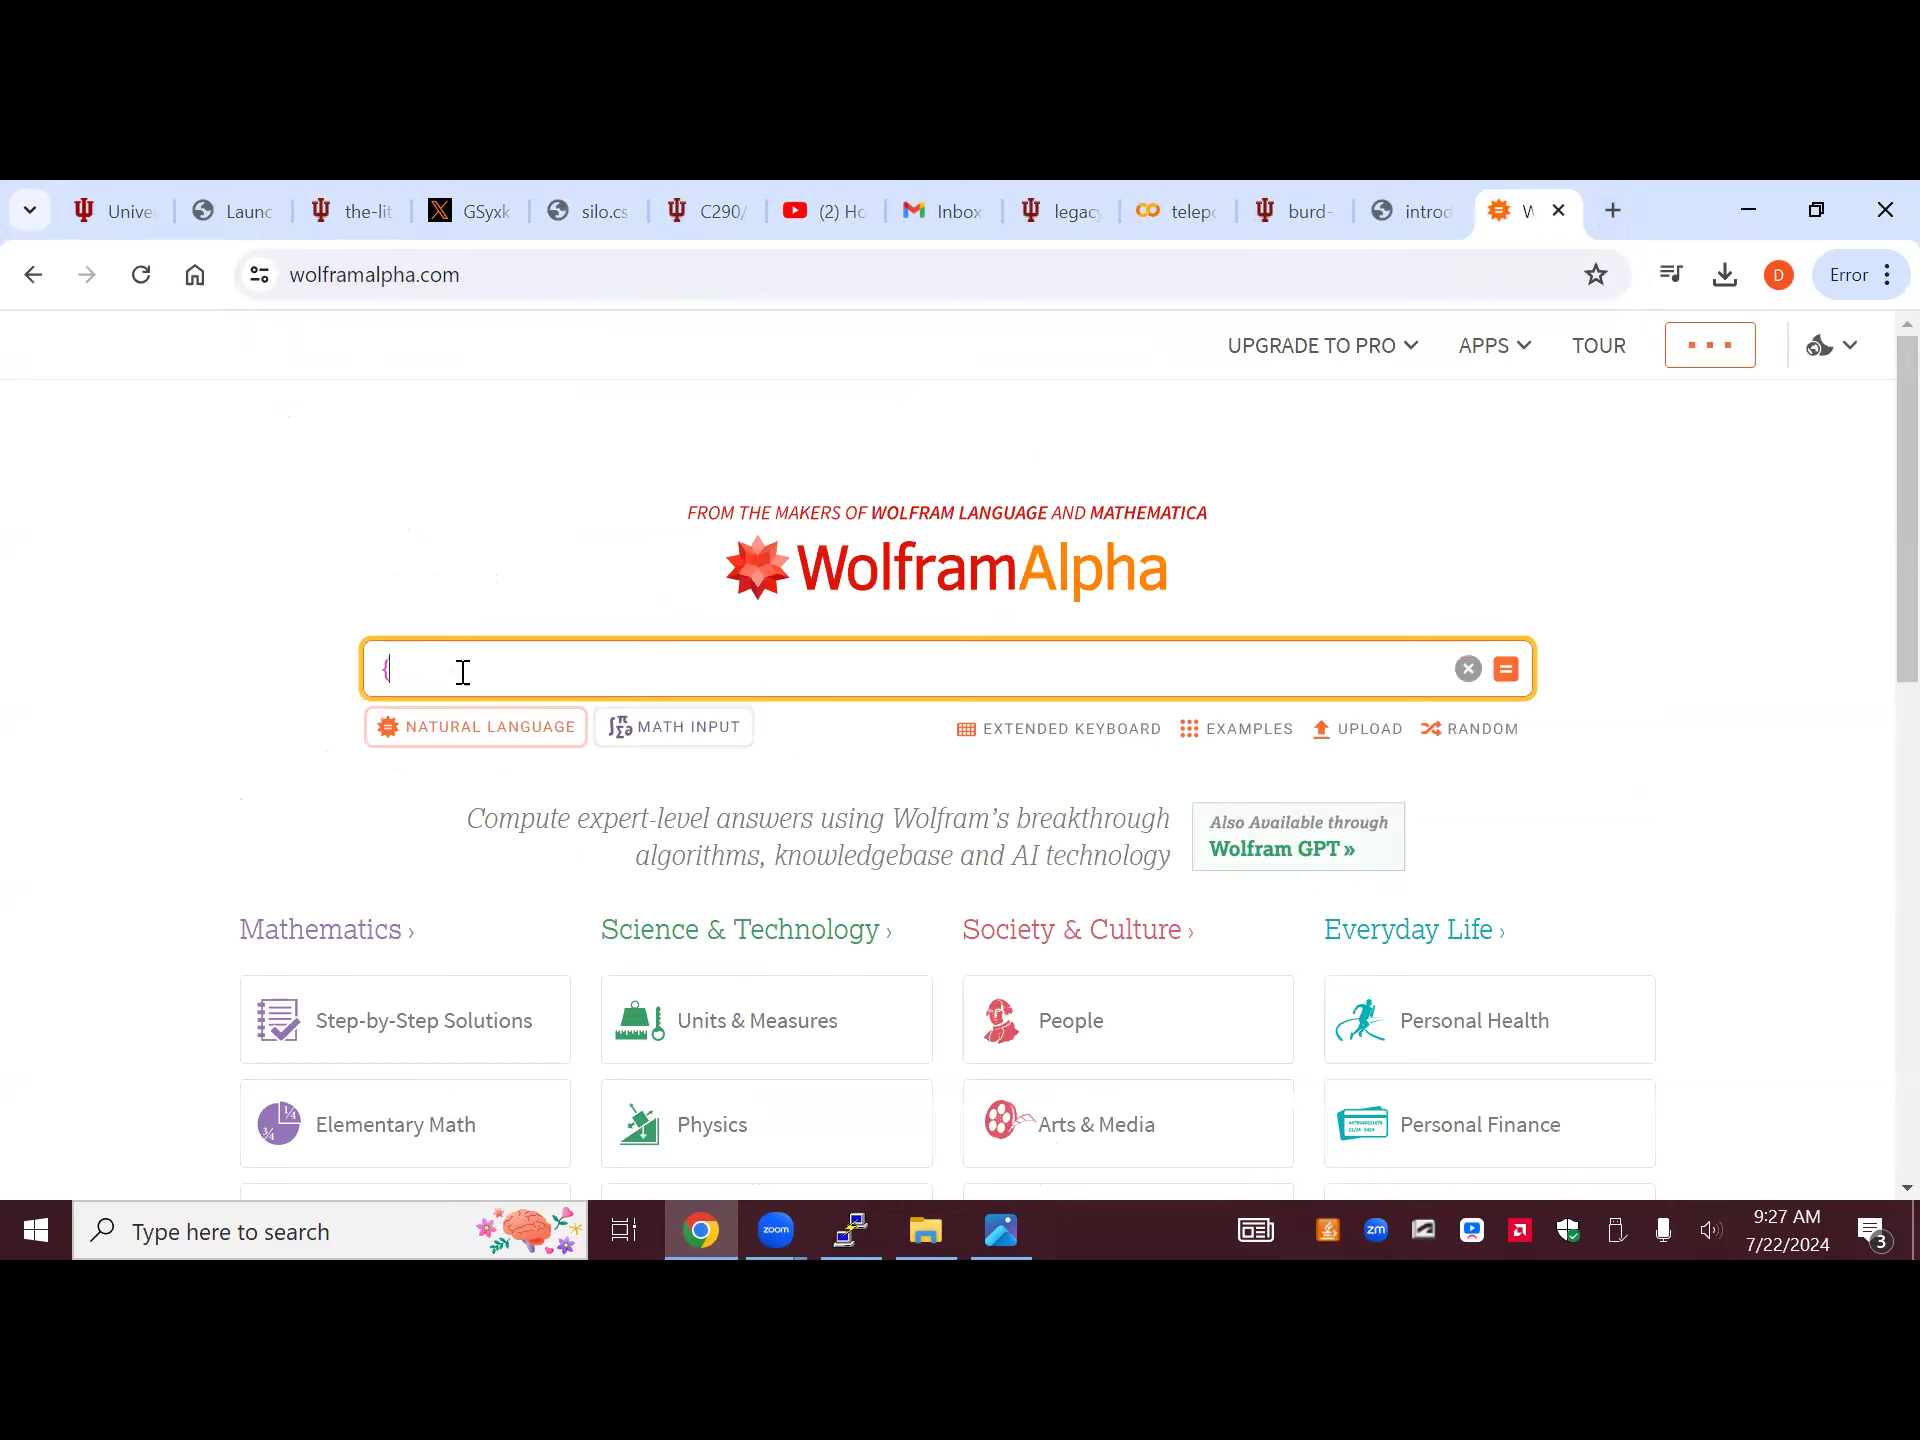 Unive
Launc
the-lit
GSyxk
silo.cs
C290/
(2) Hc
Inbox
legacy
telepo
burd-
introd
W
wolframalpha.com
D
Error
UPGRADE TO PRO
APPS
TOUR
FROM THE MAKERS OF WOLFRAM LANGUAGE AND MATHEMATICA
WolframAlpha
{
NATURAL LANGUAGE
MATH INPUT
EXTENDED KEYBOARD
EXAMPLES
UPLOAD
RANDOM
Compute expert-level answers using Wolfram's breakthrough
algorithms, knowledgebase and AI technology
Also Available through
Wolfram GPT »
Mathematics ›
Science & Technology ›
Society & Culture ›
Everyday Life ›
Step-by-Step Solutions
Units & Measures
People
Personal Health
Elementary Math
Physics
Arts & Media
Personal Finance
Type here to search
zoom
zm
9:27 AM
7/22/2024
3